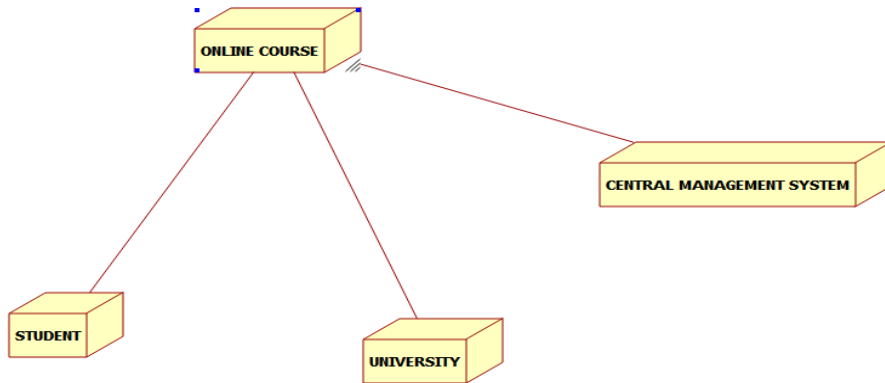 ONLINE COURSE
CENTRAL MANAGEMENT SYSTEM
STUDENT
UNIVERSITY